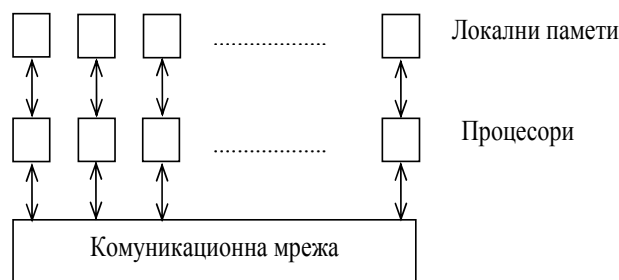 Локални памети
Процесори
Комуникационна мрежа